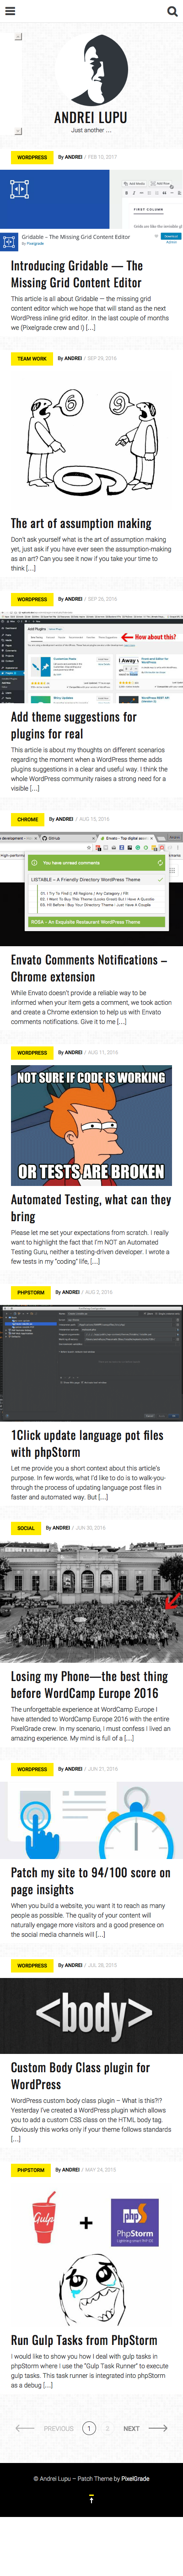 ANDREI LUPU
Just another …
WORDPRESS By ANDREI / FEB 15, 2017
Gridable – The Missing Grid Content Editor
By Pixelgrade
Introducing Gridable — The
Missing Grid Content Editor
This article is all about Gridable — the missing grid
content editor which we hope that will stand as the next
WordPress inline grid editor. In the last couple of months
we (Pixelgrade crew and I) […]
TEAM WORK By ANDREI / SEP 29, 2016
The art of assumption making
Don't ask yourself what is the art of assumption making
yet, just ask if you have ever seen the assumption-making
as an art? Can you see it now if you take your time to
think […]
WORDPRESS By ANDREI / SEP 26, 2016
How about this?
Add theme suggestions for
plugins for real
This article is about my thoughts on different scenarios
regarding the moment when a WordPress theme adds
plugins suggestions in a clear and useful way. I think the
whole WordPress community raises a strong need for a
visible […]
CHROME By ANDREI / AUG 15, 2016
You have unread comments
LISTABLE – A Friendly Directory WordPress Theme
ROSA - An Exquisite Restaurant WordPress Theme
Envato Comments Notifications –
Chrome extension
While Envato doesn't provide a reliable way to be
informed when your item gets a comment, we took action
and create a Chrome extension to help us with Envato
comments notifications. Give it to me […]
WORDPRESS By ANDREI / AUG 11, 2016
NOT SURE IF CODE IS WORKING
OR TESTS ARE BROKEN
Automated Testing, what can they
bring
Please let me set your expectations from scratch. I really
want to highlight the fact that I'm NOT an Automated
Testing Guru, neither a testing-driven developer. I wrote a
few tests in my "coding" life, […]
PHPSTORM By ANDREI / AUG 2, 2016
1Click update language pot files
with phpStorm
Let me provide you a short context about this article's
purpose. In few words, what I'd like to do is to walk-you-
through the process of updating language post files in
faster and automated way. But […]
SOCIAL By ANDREI / JUN 30, 2016
Losing my Phone—the best thing
before WordCamp Europe 2016
The unforgettable experience at WordCamp Europe I
have attended to WordCamp Europe 2016 with the entire
PixelGrade crew. In my scenario, I must confess I lived an
amazing experience. My mind is full of a […]
WORDPRESS By ANDREI / JUN 21, 2016
Patch my site to 94/100 score on
page insights
When you build a website, you want it to reach as many
people as possible. The quality of your content will
naturally engage more visitors and a good presence on
the social media channels will […]
WORDPRESS By ANDREI / JUL 28, 2015
<body>
Custom Body Class plugin for
WordPress
WordPress custom body class plugin – What is this?!?
Yesterday I've created a WordPress plugin which allows
you to add a custom CSS class on the HTML body tag.
Obviously this works only if your theme follows standards
[…]
PHPSTORM By ANDREI / MAY 24, 2015
Gulp
PhpStorm
Run Gulp Tasks from PhpStorm
I would like to show you how I deal with gulp tasks in
phpStorm where I use the "Gulp Task Runner" to execute
gulp tasks. This task runner is integrated into phpStorm
as a debug […]
PREVIOUS 1 2 NEXT
© Andrei Lupu – Patch Theme by PixelGrade